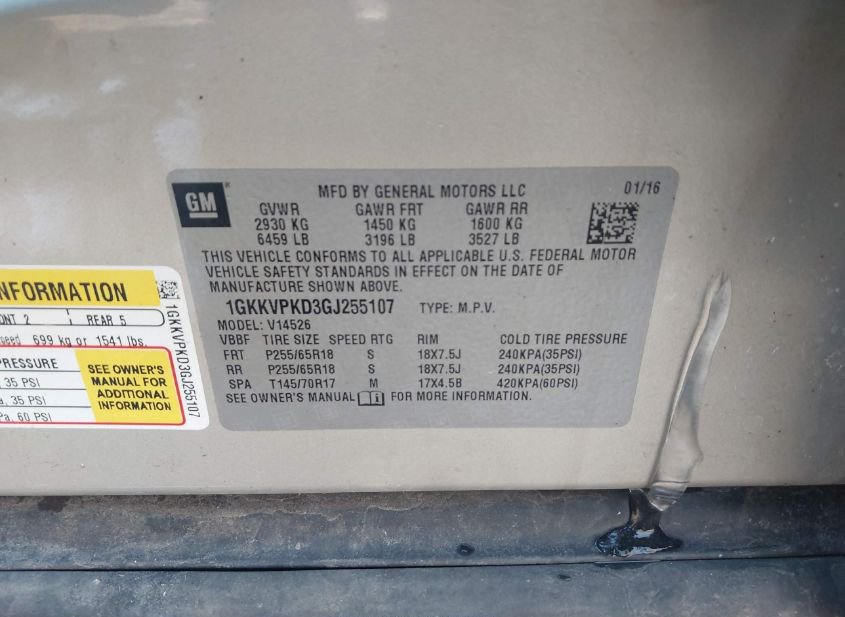 GM
MFD BY GENERAL MOTORS LLC 01/16
GVWR GAWR FRT GAWR RR
2930 KG 1450 KG 1600 KG
6459 LB 3196 LB 3527 LB
THIS VEHICLE CONFORMS TO ALL APPLICABLE U.S. FEDERAL MOTOR
VEHICLE SAFETY STANDARDS IN EFFECT ON THE DATE OF
MANUFACTURE SHOWN ABOVE.
1GKKVPKD3GJ255107 TYPE: M.P.V.
MODEL: V14526
VBBF TIRE SIZE SPEED RTG RIM COLD TIRE PRESSURE
FRT P255/65R18 S 18X7.5J 240KPA(35PSI)
RR P255/65R18 S 18X7.5J 240KPA(35PSI)
SPA T145/70R17 M 17X4.5B 420KPA(60PSI)
SEE OWNER'S MANUAL FOR MORE INFORMATION.
NFORMATION
ONT 2 REAR 5
speed 699 kg or 1541 lbs.
PRESSURE
, 35 PSI
a, 35 PSI
Pa, 60 PSI
SEE OWNER'S
MANUAL FOR
ADDITIONAL
INFORMATION
1GKKVPKD3GJ255107